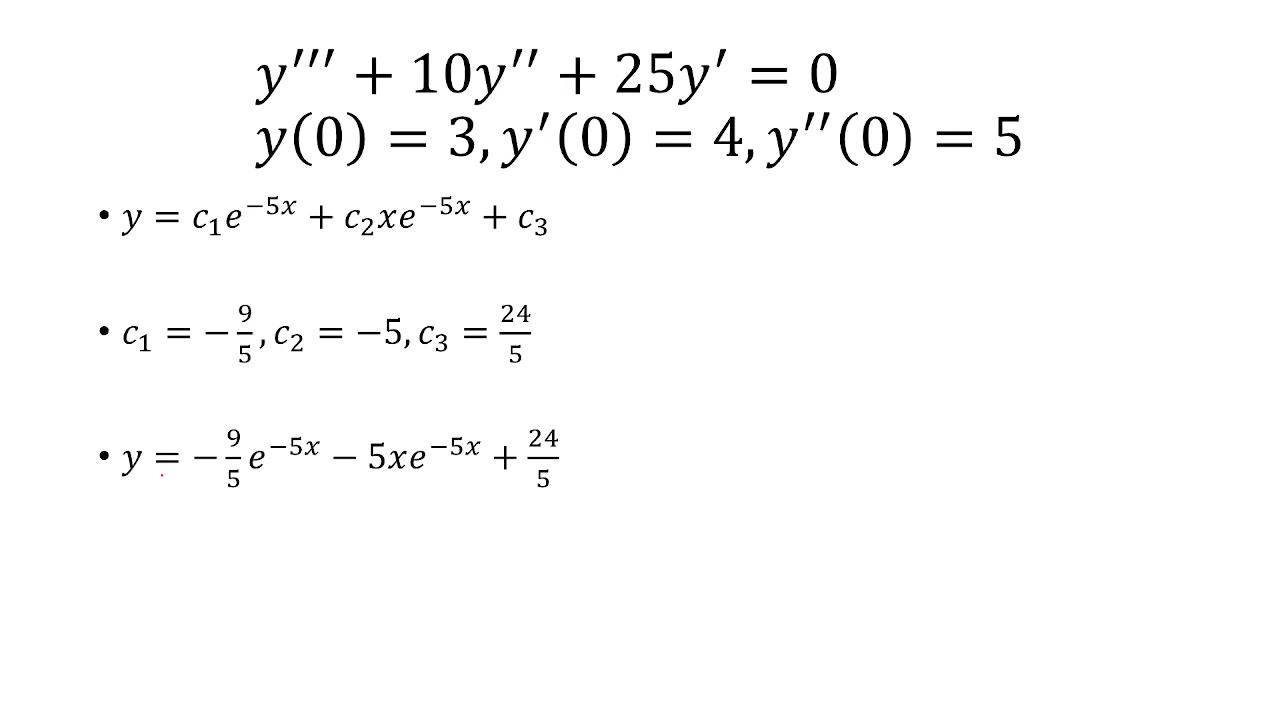 y′′′ + 10y′′ + 25y′ = 0
y(0) = 3, y′(0) = 4, y′′(0) = 5
• y = c₁e⁻⁵ˣ + c₂xe⁻⁵ˣ + c₃
• c₁ = −9/5, c₂ = −5, c₃ = 24/5
• y = −9/5 e⁻⁵ˣ − 5xe⁻⁵ˣ + 24/5